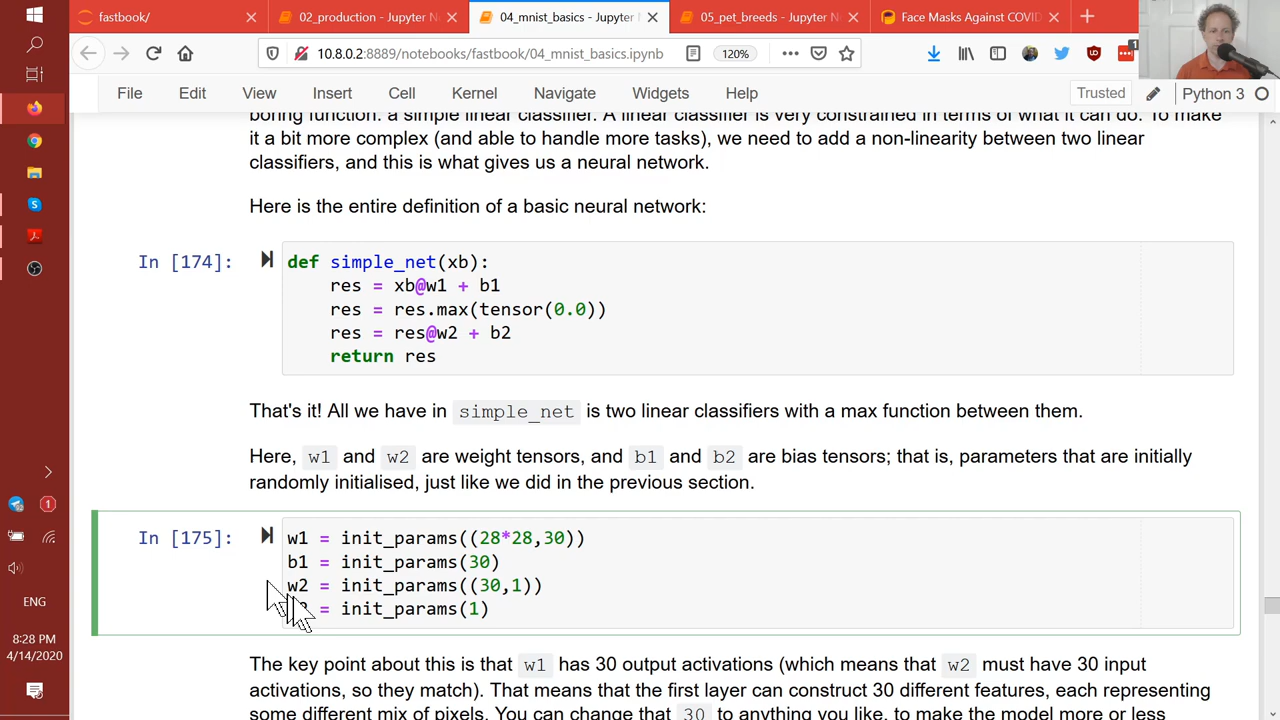 fastbook/
02_production - Jupyter N
04_mnist_basics - Jupyter N
05_pet_breeds - Jupyter N
Face Masks Against COVID
10.8.0.2:8889/notebooks/fastbook/04_mnist_basics.ipynb
120%
1
File Edit View Insert Cell Kernel Navigate Widgets Help
Trusted
Python 3
boring function: a simple linear classifier. A linear classifier is very constrained in terms of what it can do. To make
it a bit more complex (and able to handle more tasks), we need to add a non-linearity between two linear
classifiers, and this is what gives us a neural network.
Here is the entire definition of a basic neural network:
In [174]:
def simple_net(xb):
res = xb@w1 + b1
res = res.max(tensor(0.0))
res = res@w2 + b2
return res
That's it! All we have in simple_net is two linear classifiers with a max function between them.
Here, w1 and w2 are weight tensors, and b1 and b2 are bias tensors; that is, parameters that are initially
randomly initialised, just like we did in the previous section.
In [175]:
w1 = init_params((28*28,30))
b1 = init_params(30)
w2 = init_params((30,1))
= init_params(1)
The key point about this is that w1 has 30 output activations (which means that w2 must have 30 input
activations, so they match). That means that the first layer can construct 30 different features, each representing
some different mix of pixels. You can change that 30 to anything you like, to make the model more or less
1
ENG
8:28 PM
4/14/2020